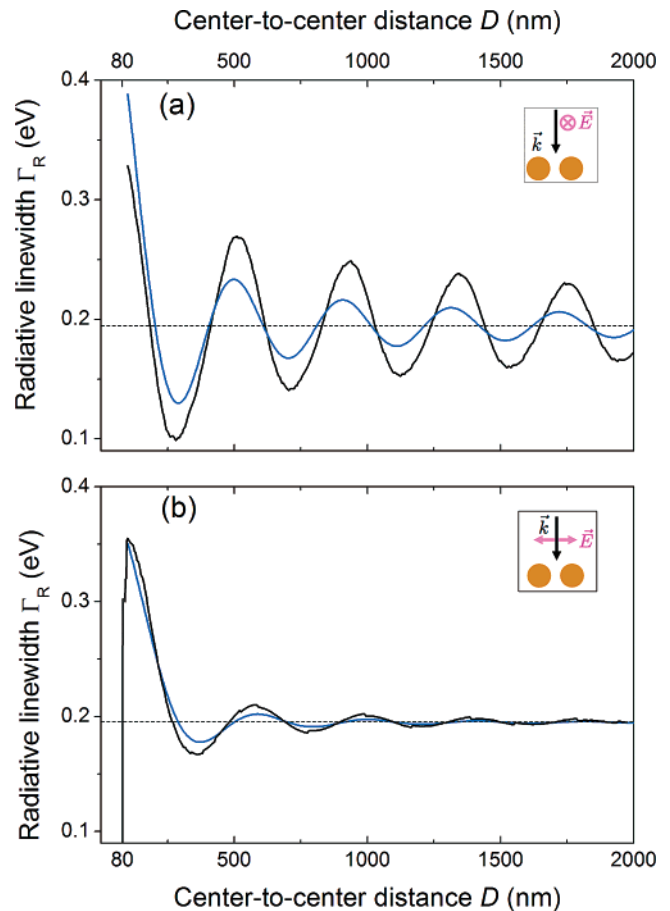 Center-to-center distance D (nm)
80 500 1000 1500 2000
0.4
(a)
k⃗ ⊗ E⃗
0.3
0.2
0.1
Radiative linewidth Γ_R (eV)
0.4
(b)
k⃗ E⃗
0.3
0.2
0.1
Radiative linewidth Γ_R (eV)
80 500 1000 1500 2000
Center-to-center distance D (nm)